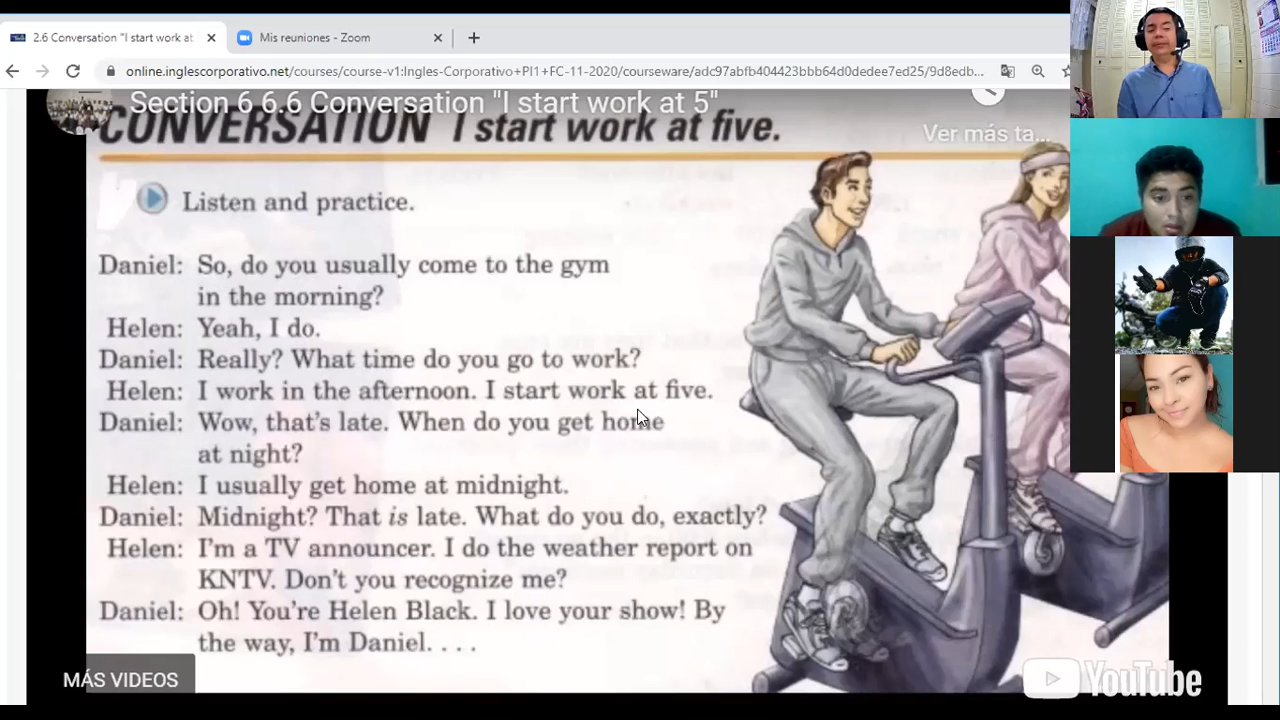 2.6 Conversation "I start work at
Mis reuniones - Zoom
online.inglescorporativo.net/courses/course-v1:Ingles-Corporativo+PI1+FC-11-2020/courseware/adc97abfb404423bbb64d0dedee7ed25/9d8edb...
Section 6 6.6 Conversation "I start work at 5"
CONVERSATION I start work at five.
Ver más ta...
Listen and practice.
Daniel: So, do you usually come to the gym
in the morning?
Helen: Yeah, I do.
Daniel: Really? What time do you go to work?
Helen: I work in the afternoon. I start work at five.
Daniel: Wow, that's late. When do you get home
at night?
Helen: I usually get home at midnight.
Daniel: Midnight? That is late. What do you do, exactly?
Helen: I'm a TV announcer. I do the weather report on
KNTV. Don't you recognize me?
Daniel: Oh! You're Helen Black. I love your show! By
the way, I'm Daniel. . . .
MÁS VIDEOS
YouTube